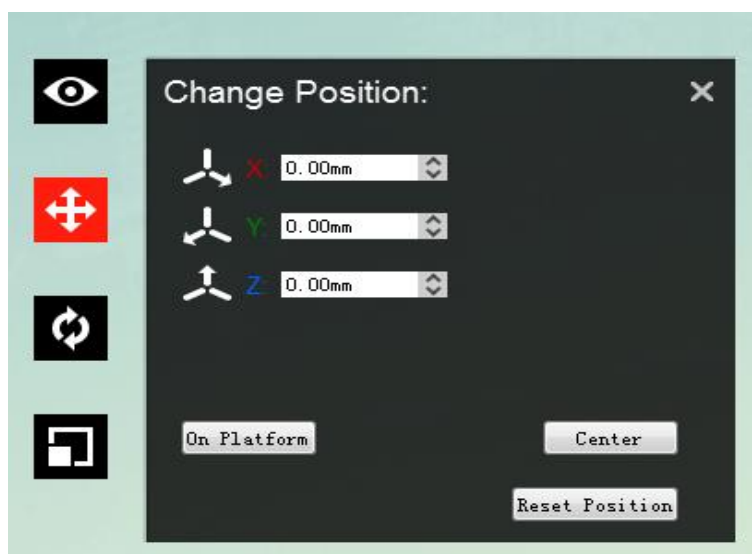 Change Position:
X: 0.00mm
Y: 0.00mm
Z: 0.00mm
On Platform
Center
Reset Position